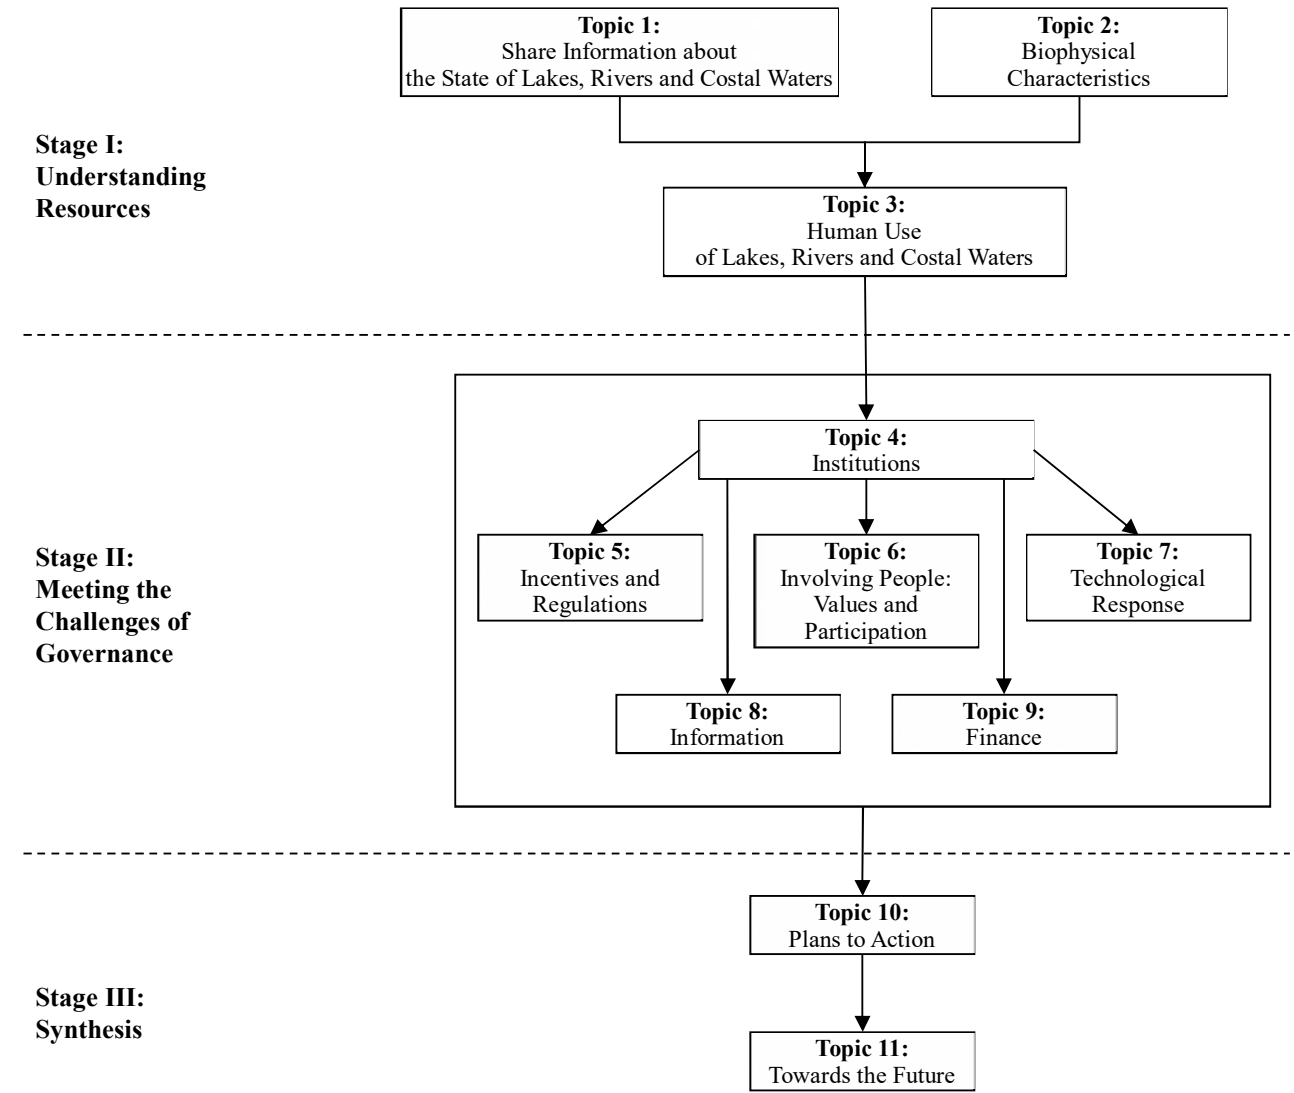 Topic 1:
Share Information about
the State of Lakes, Rivers and Costal Waters
Topic 2:
Biophysical
Characteristics
Stage I:
Understanding
Resources
Topic 3:
Human Use
of Lakes, Rivers and Costal Waters
Topic 4:
Institutions
Stage II:
Meeting the
Challenges of
Governance
Topic 5:
Incentives and
Regulations
Topic 6:
Involving People:
Values and
Participation
Topic 7:
Technological
Response
Topic 8:
Information
Topic 9:
Finance
Topic 10:
Plans to Action
Stage III:
Synthesis
Topic 11:
Towards the Future